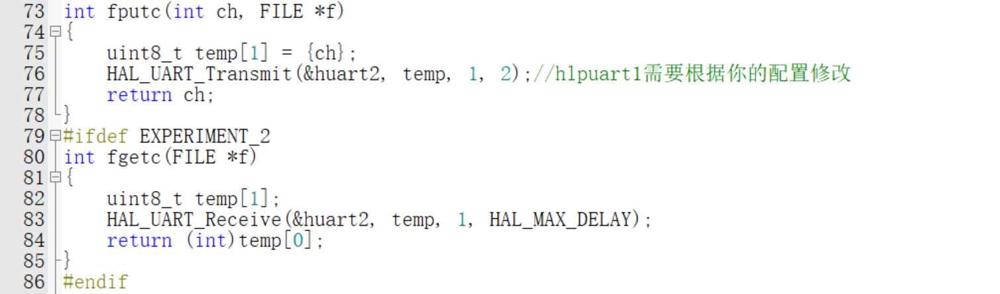 73 int fputc(int ch, FILE *f)
74 {
75     uint8_t temp[1] = {ch};
76     HAL_UART_Transmit(&huart2, temp, 1, 2);//hlpuart1需要根据你的配置修改
77     return ch;
78 }
79 #ifdef EXPERIMENT_2
80 int fgetc(FILE *f)
81 {
82     uint8_t temp[1];
83     HAL_UART_Receive(&huart2, temp, 1, HAL_MAX_DELAY);
84     return (int)temp[0];
85 }
86 #endif